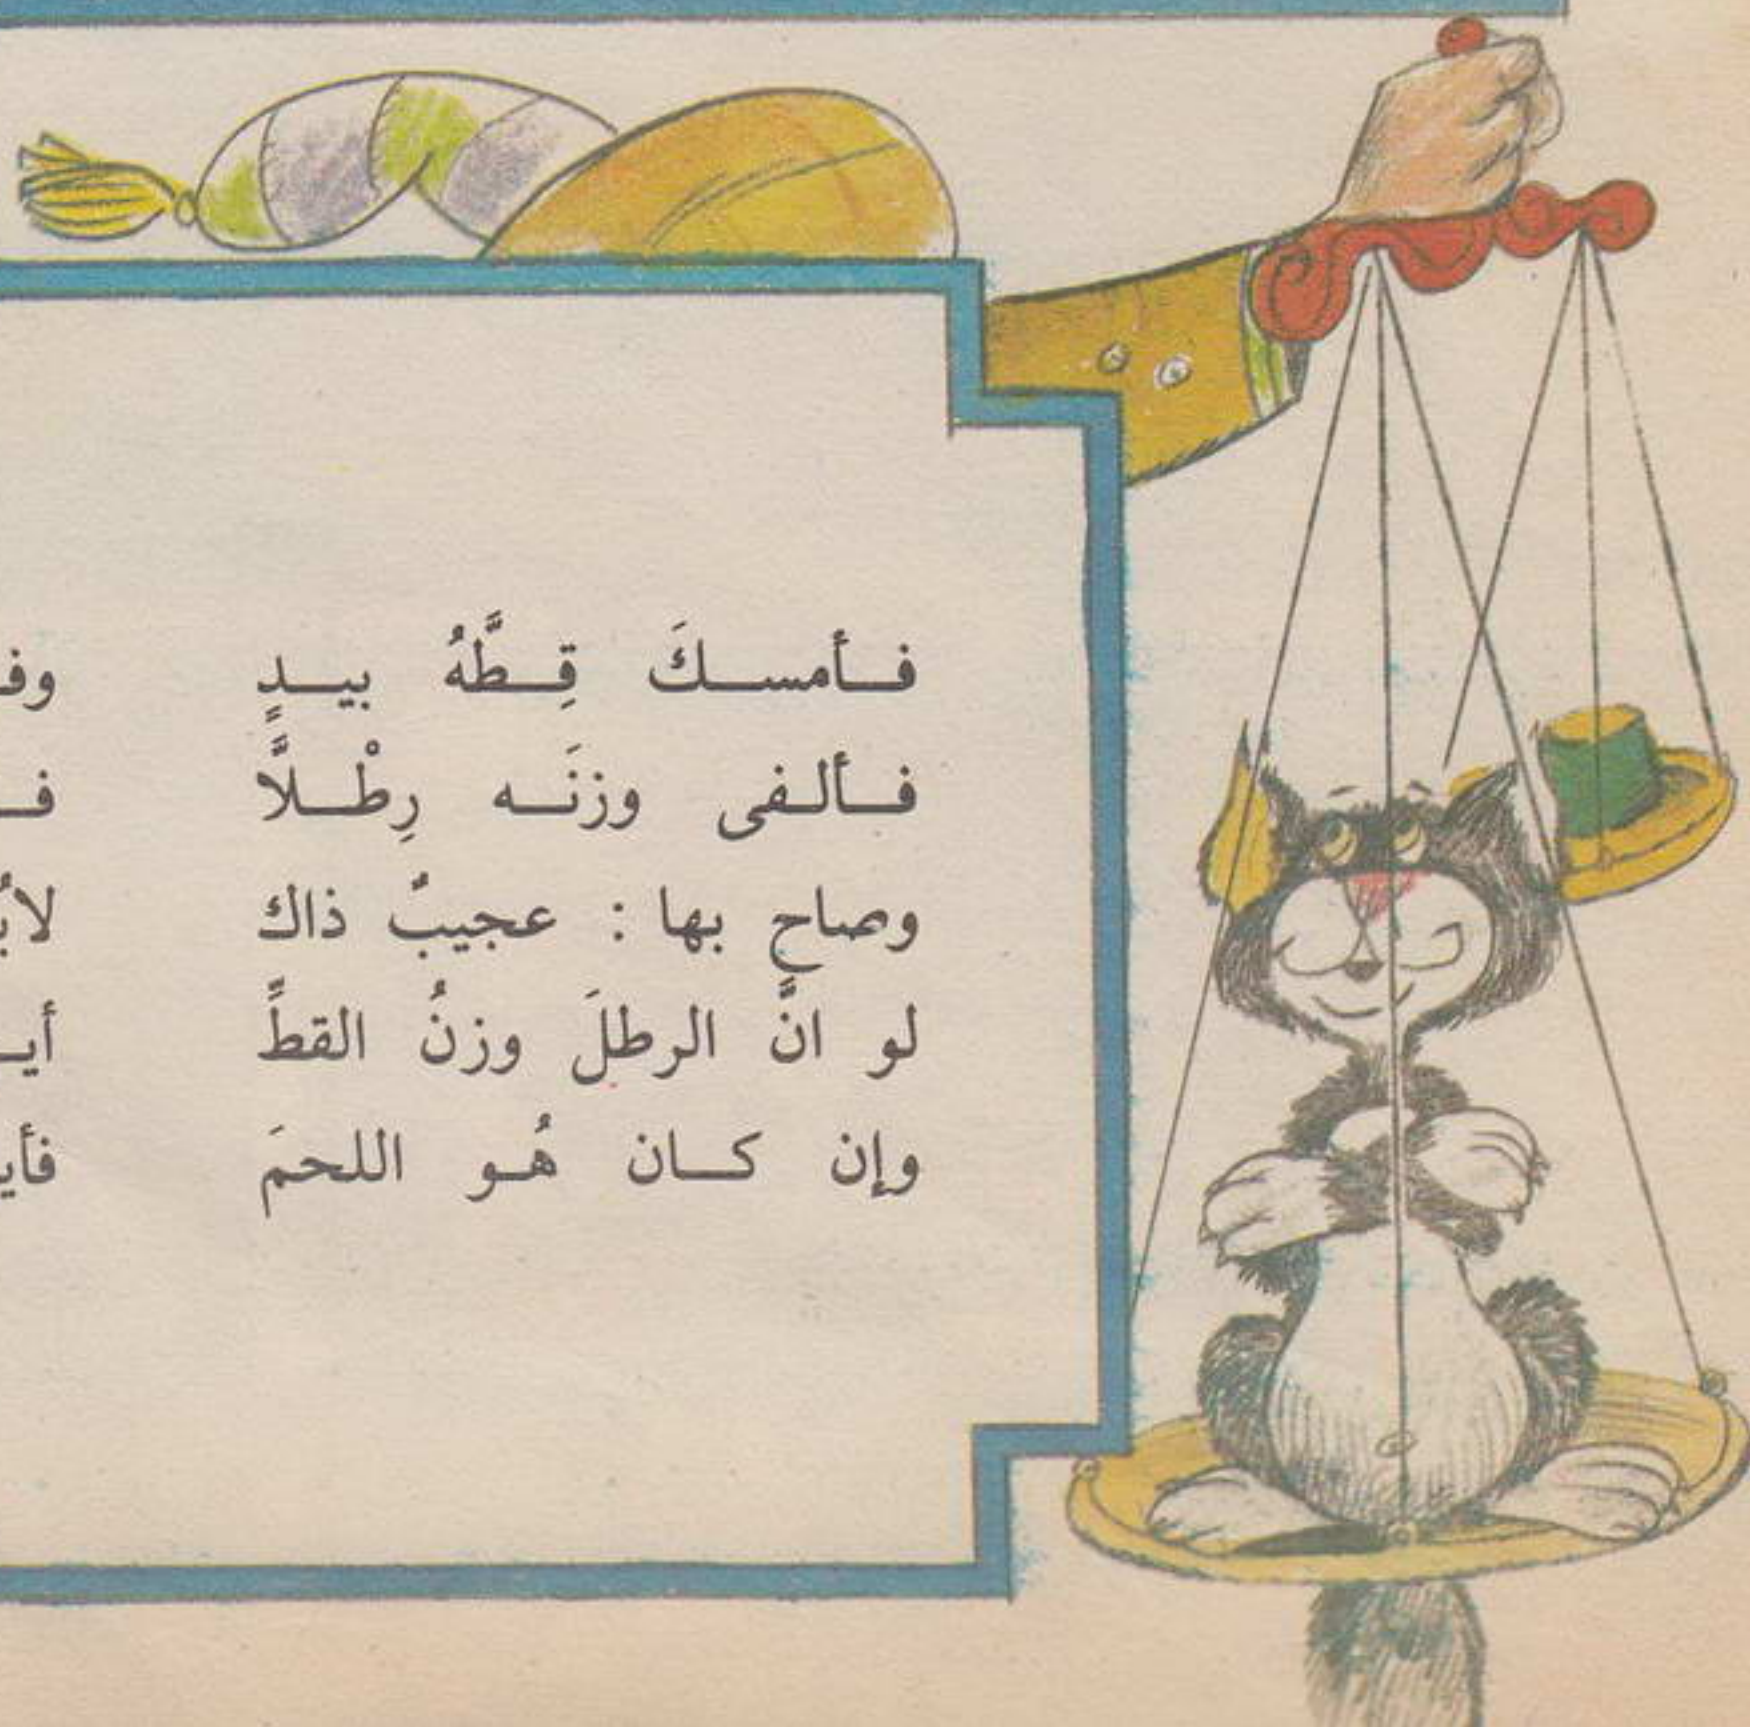 فأمسكَ قِطَّهُ بيدٍ
فألفى وزنَه رِطْلاًّ
وصاح بها : عجيبٌ ذاك
لو انَّ الرطلَ وزنُ القطِّ
وإن كان هُو اللحمَ